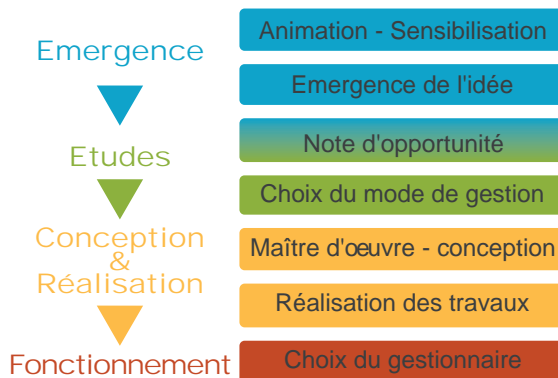 Emergence
Etudes
Conception
&
Réalisation
Fonctionnement
Animation - Sensibilisation
Emergence de l'idée
Note d'opportunité
Choix du mode de gestion
Maître d'œuvre - conception
Réalisation des travaux
Choix du gestionnaire